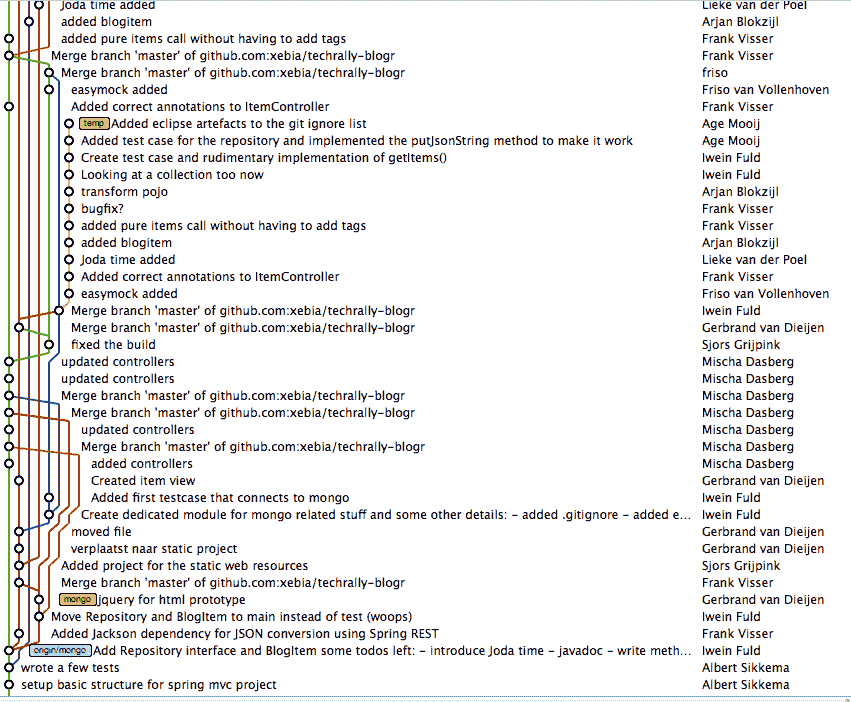 Joda time added Lieke van der Poel
added blogitem Arjan Blokzijl
added pure items call without having to add tags Frank Visser
Merge branch 'master' of github.com:xebia/techrally-blogr Frank Visser
Merge branch 'master' of github.com:xebia/techrally-blogr friso
easymock added Friso van Vollenhoven
Added correct annotations to ItemController Frank Visser
temp Added eclipse artefacts to the git ignore list Age Mooij
Added test case for the repository and implemented the putJsonString method to make it work Age Mooij
Create test case and rudimentary implementation of getItems() Iwein Fuld
Looking at a collection too now Iwein Fuld
transform pojo Arjan Blokzijl
bugfix? Frank Visser
added pure items call without having to add tags Frank Visser
added blogitem Arjan Blokzijl
Joda time added Lieke van der Poel
Added correct annotations to ItemController Frank Visser
easymock added Friso van Vollenhoven
Merge branch 'master' of github.com:xebia/techrally-blogr Iwein Fuld
Merge branch 'master' of github.com:xebia/techrally-blogr Gerbrand van Dieijen
fixed the build Sjors Grijpink
updated controllers Mischa Dasberg
updated controllers Mischa Dasberg
Merge branch 'master' of github.com:xebia/techrally-blogr Mischa Dasberg
Merge branch 'master' of github.com:xebia/techrally-blogr Mischa Dasberg
updated controllers Mischa Dasberg
Merge branch 'master' of github.com:xebia/techrally-blogr Mischa Dasberg
added controllers Mischa Dasberg
Created item view Gerbrand van Dieijen
Added first testcase that connects to mongo Iwein Fuld
Create dedicated module for mongo related stuff and some other details: - added .gitignore - added e... Iwein Fuld
moved file Gerbrand van Dieijen
verplaatst naar static project Gerbrand van Dieijen
Added project for the static web resources Sjors Grijpink
Merge branch 'master' of github.com:xebia/techrally-blogr Frank Visser
mongo jquery for html prototype Gerbrand van Dieijen
Move Repository and BlogItem to main instead of test (woops) Iwein Fuld
Added Jackson dependency for JSON conversion using Spring REST Frank Visser
origin/mongo Add Repository interface and BlogItem some todos left: - introduce Joda time - javadoc - write meth... Iwein Fuld
wrote a few tests Albert Sikkema
setup basic structure for spring mvc project Albert Sikkema